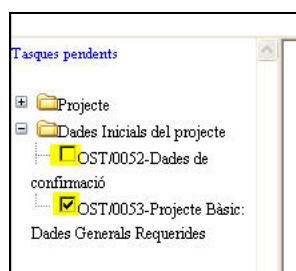 Tasques pendents
Projecte
Dades Inicials del projecte
OST/0052-Dades de
confirmació
OST/0053-Projecte Bàsic:
Dades Generals Requerides